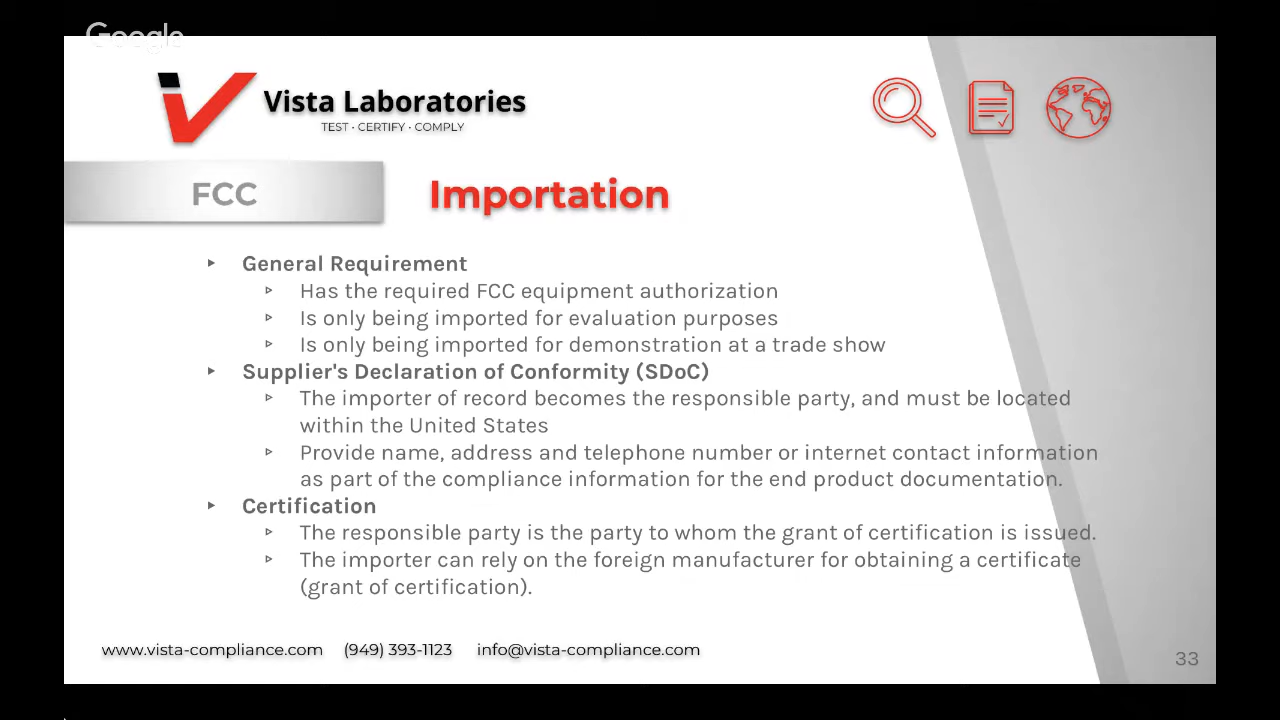 Google
Vista Laboratories
TEST · CERTIFY · COMPLY
FCC
Importation
General Requirement
Has the required FCC equipment authorization
Is only being imported for evaluation purposes
Is only being imported for demonstration at a trade show
Supplier's Declaration of Conformity (SDoC)
The importer of record becomes the responsible party, and must be located
within the United States
Provide name, address and telephone number or internet contact information
as part of the compliance information for the end product documentation.
Certification
The responsible party is the party to whom the grant of certification is issued.
The importer can rely on the foreign manufacturer for obtaining a certificate
(grant of certification).
www.vista-compliance.com (949) 393-1123 info@vista-compliance.com
33